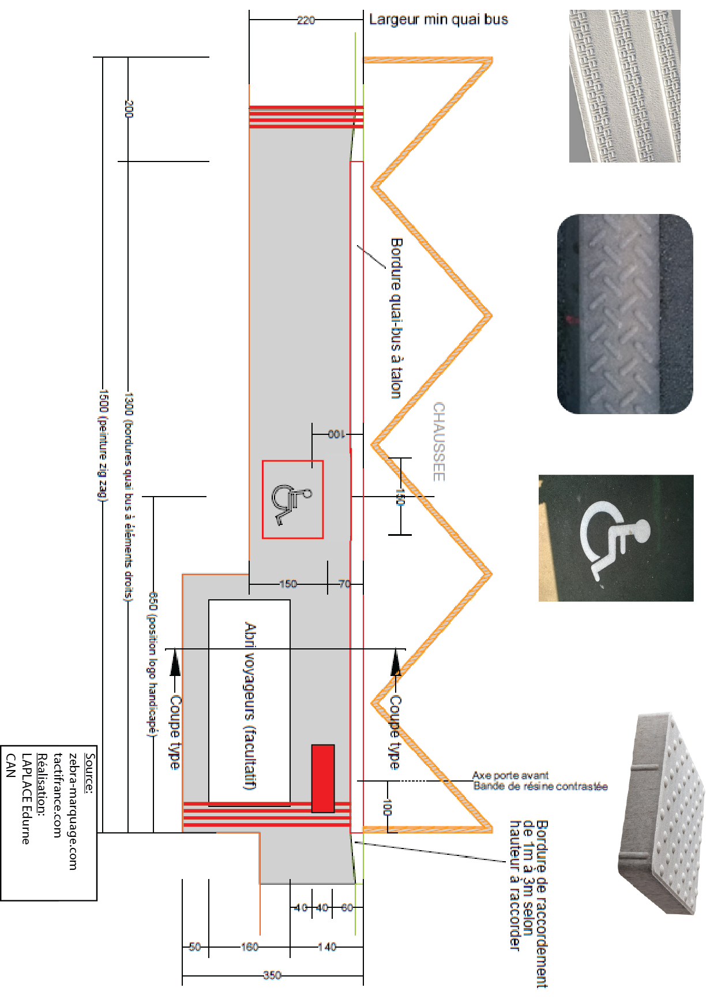 220
Largeur min quai bus
200
Bordure quai-bus à talon
CHAUSSEE
100
150
1300 (bordures quai bus à éléments droits)
1500 (peinture zig zag)
650 (position logo handicapé)
150
70
Abri voyageurs (facultatif)
Coupe type
Coupe type
Axe porte avant
Bande de résine contrastée
100
Bordure de raccordement
de 1m à 3m selon
hauteur à raccorder
40
40
60
50
160
140
350
Source:
zebra-marquage.com
tactifrance.com
Réalisation:
LAPLACE Edurne
CAN